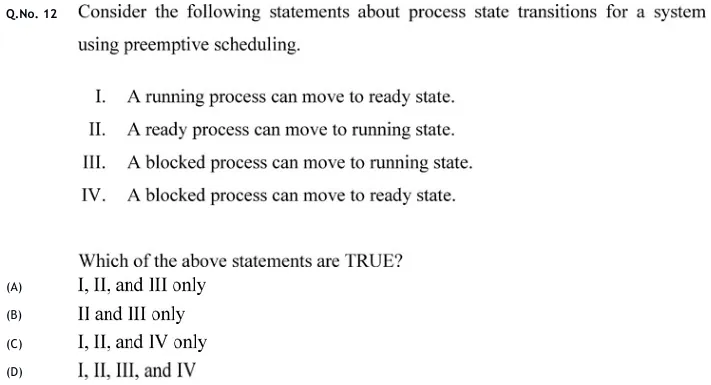 Q.No. 12 Consider the following statements about process state transitions for a system
using preemptive scheduling.
I. A running process can move to ready state.
II. A ready process can move to running state.
III. A blocked process can move to running state.
IV. A blocked process can move to ready state.
Which of the above statements are TRUE?
(A) I, II, and III only
(B) II and III only
(C) I, II, and IV only
(D) I, II, III, and IV